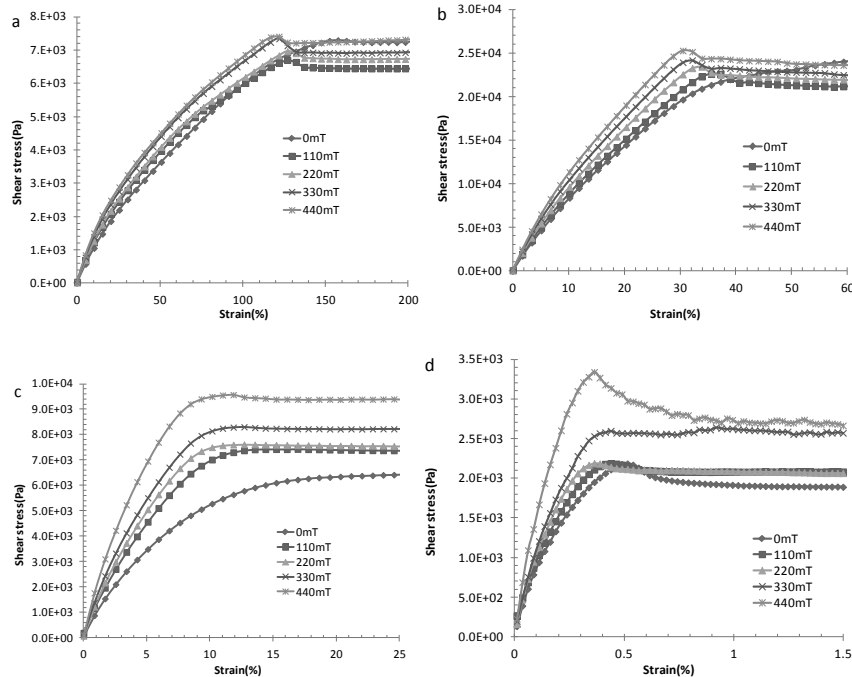 a
8.E+03
7.E+03
6.E+03
5.E+03
4.E+03
3.E+03
2.E+03
1.E+03
0.E+00
Shear stress(Pa)
0 50 100 150 200
Strain(%)
0mT
110mT
220mT
330mT
440mT
b
3.0E+04
2.5E+04
2.0E+04
1.5E+04
1.0E+04
5.0E+03
0.0E+00
Shear stress(Pa)
0 10 20 30 40 50 60
Strain(%)
0mT
110mT
220mT
330mT
440mT
c
1.0E+04
9.0E+03
8.0E+03
7.0E+03
6.0E+03
5.0E+03
4.0E+03
3.0E+03
2.0E+03
1.0E+03
0.0E+00
Shear stress(Pa)
0 5 10 15 20 25
Strain(%)
0mT
110mT
220mT
330mT
440mT
d
3.5E+03
3.0E+03
2.5E+03
2.0E+03
1.5E+03
1.0E+03
5.0E+02
0.0E+00
Shear stress(Pa)
0 0.5 1 1.5
Strain(%)
0mT
110mT
220mT
330mT
440mT